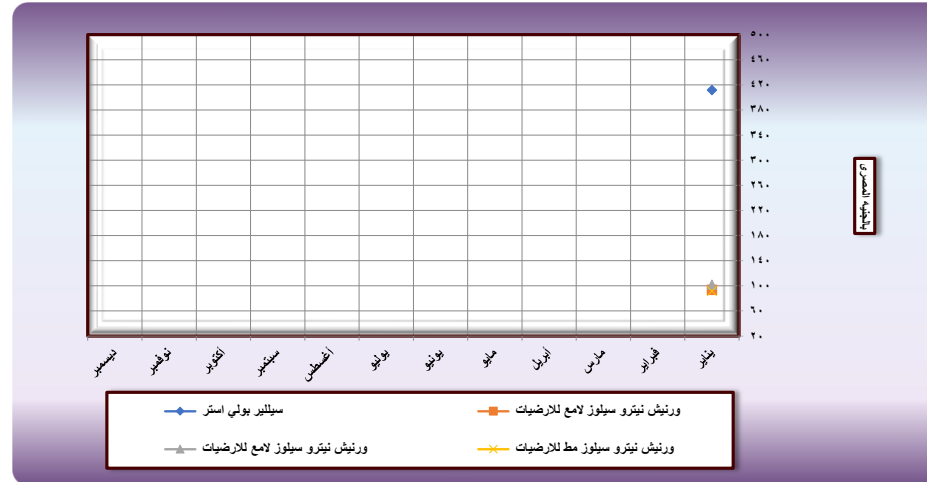 ٥٠٠
٤٦٠
٤٢٠
٣٨٠
٣٤٠
٣٠٠
٢٦٠
٢٢٠
١٨٠
١٤٠
١٠٠
٦٠
٢٠
بالجنيه المصرى
يناير
فبراير
مارس
أبريل
مايو
يونيو
يوليو
أغسطس
سبتمبر
أكتوبر
نوفمبر
ديسمبر
ورنيش نيترو سيلوز لامع للارضيات
سيللير بولي استر
ورنيش نيترو سيلوز مط للارضيات
ورنيش نيترو سيلوز لامع للارضيات